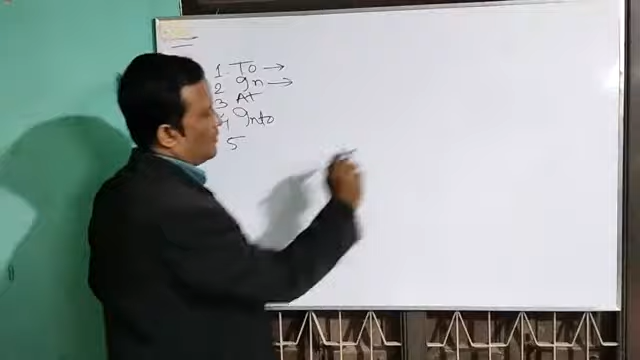 1 To →
2 In →
3 At
4 Into
5